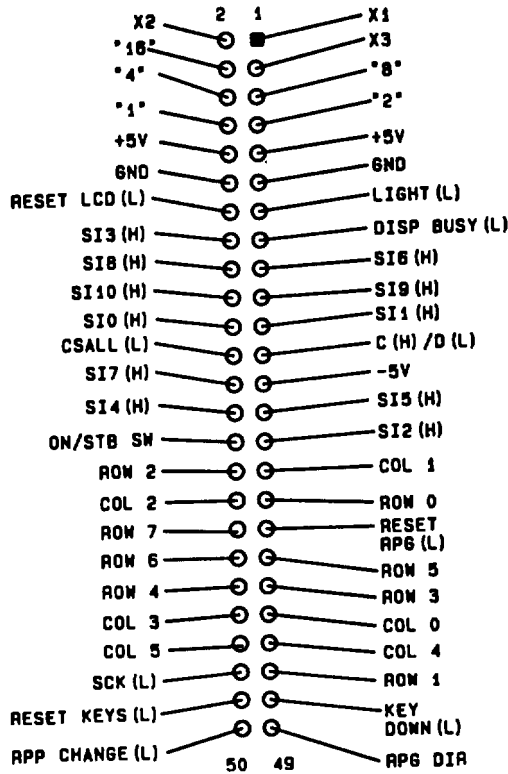 2 1
X2 X1
"16" X3
"4" "8"
"1" "2"
+5V +5V
GND GND
RESET LCD (L) LIGHT (L)
SI3 (H) DISP BUSY (L)
SI8 (H) SI6 (H)
SI10 (H) SI9 (H)
SI0 (H) SI1 (H)
CSALL (L) C (H) /D (L)
SI7 (H) -5V
SI4 (H) SI5 (H)
ON/STB SW SI2 (H)
ROW 2 COL 1
COL 2 ROW 0
ROW 7 RESET
RPG (L)
ROW 6 ROW 5
ROW 4 ROW 3
COL 3 COL 0
COL 5 COL 4
SCK (L) ROW 1
RESET KEYS (L) KEY
DOWN (L)
RPP CHANGE (L) RPG DIR
50 49